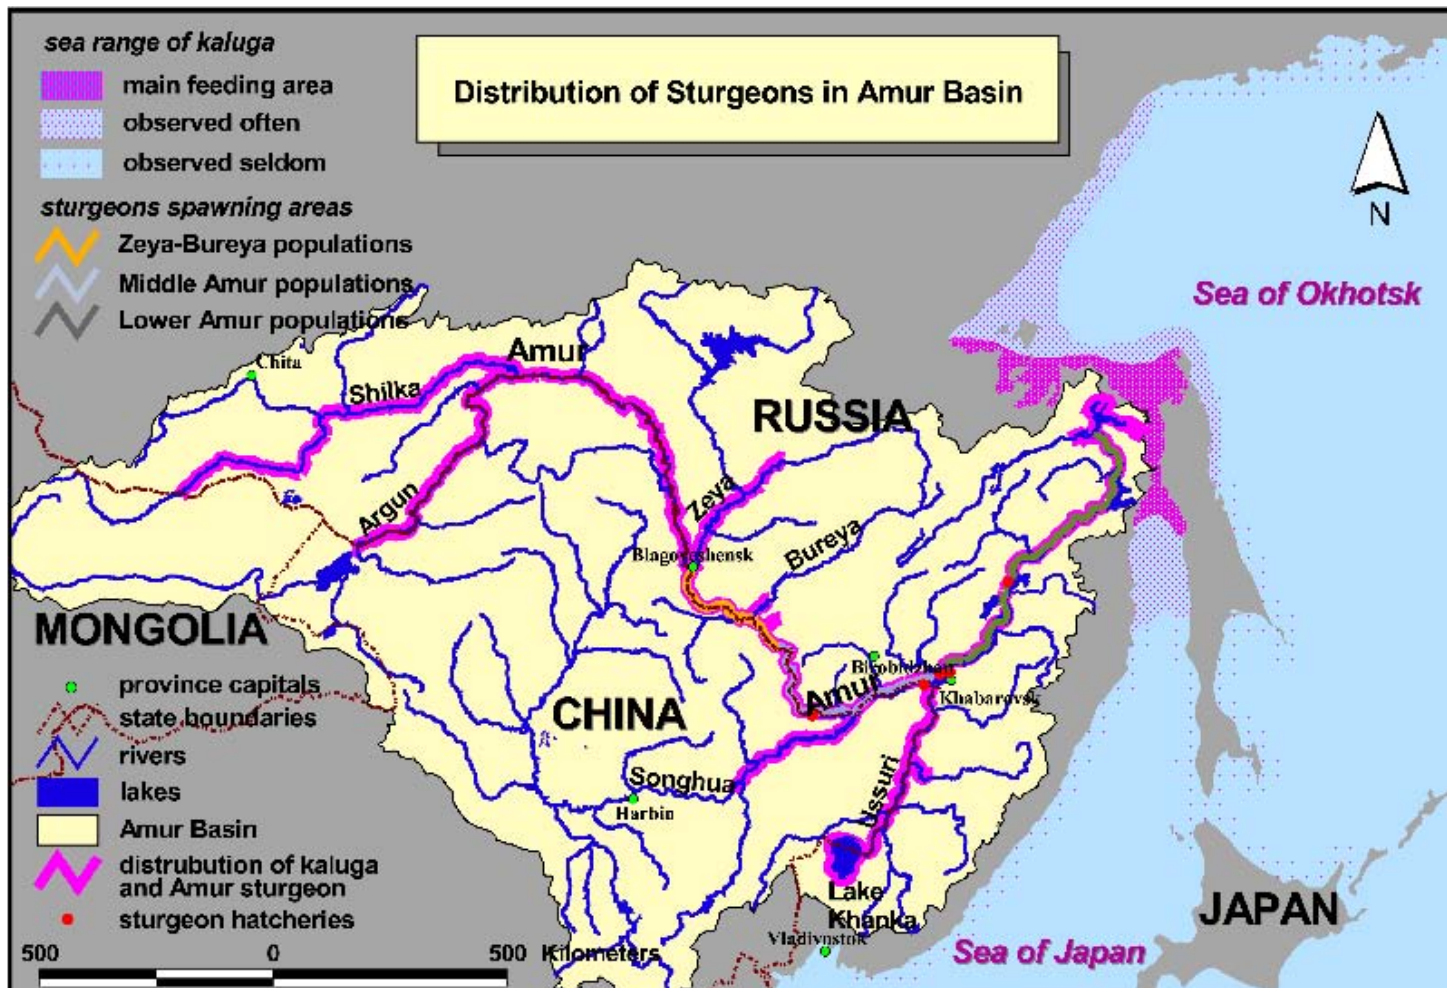 sea range of kaluga
main feeding area
observed often
observed seldom
sturgeons spawning areas
Zeya-Bureya populations
Middle Amur populations
Lower Amur populations
Distribution of Sturgeons in Amur Basin
N
Sea of Okhotsk
Chita
Amur
Shilka
RUSSIA
Argun
Zeya
Bureya
Blagoveshensk
MONGOLIA
Birobidzhan
Amur
Khabarovsk
CHINA
Songhua
Harbin
Ussuri
Lake
Khanka
Vladivostok
JAPAN
Sea of Japan
province capitals
state boundaries
rivers
lakes
Amur Basin
distrubution of kaluga
and Amur sturgeon
sturgeon hatcheries
500 0 500 Kilometers